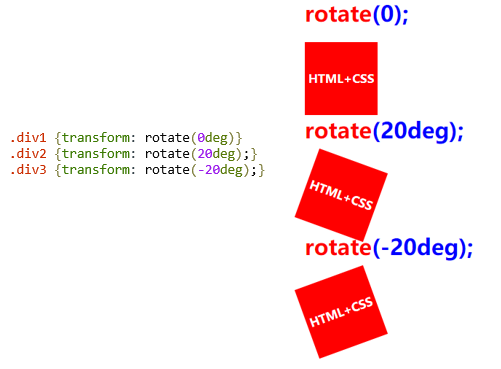 .div1 {transform: rotate(0deg)}
.div2 {transform: rotate(20deg);}
.div3 {transform: rotate(-20deg);}
rotate(0);
HTML+CSS
rotate(20deg);
HTML+CSS
rotate(-20deg);
HTML+CSS